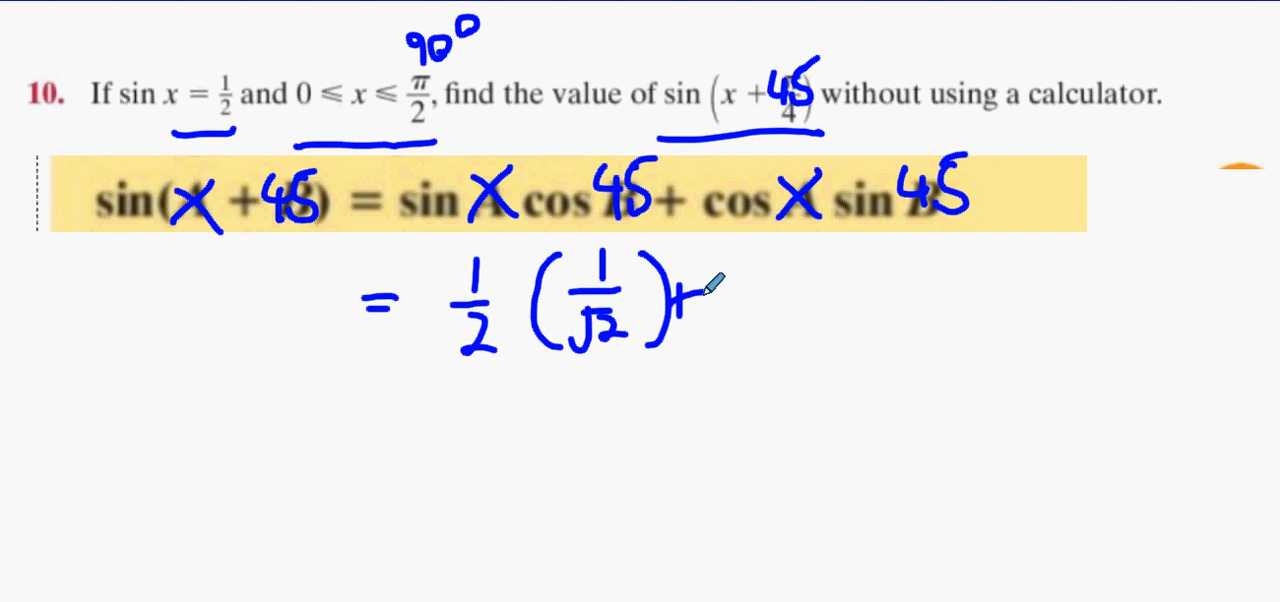 90°
10. If sin x = 1/2 and 0 ⩽ x ⩽ π/2, find the value of sin (x + 45) without using a calculator.
sin(x + 45) = sin x cos 45 + cos x sin 45
= 1/2 (1/√2) +